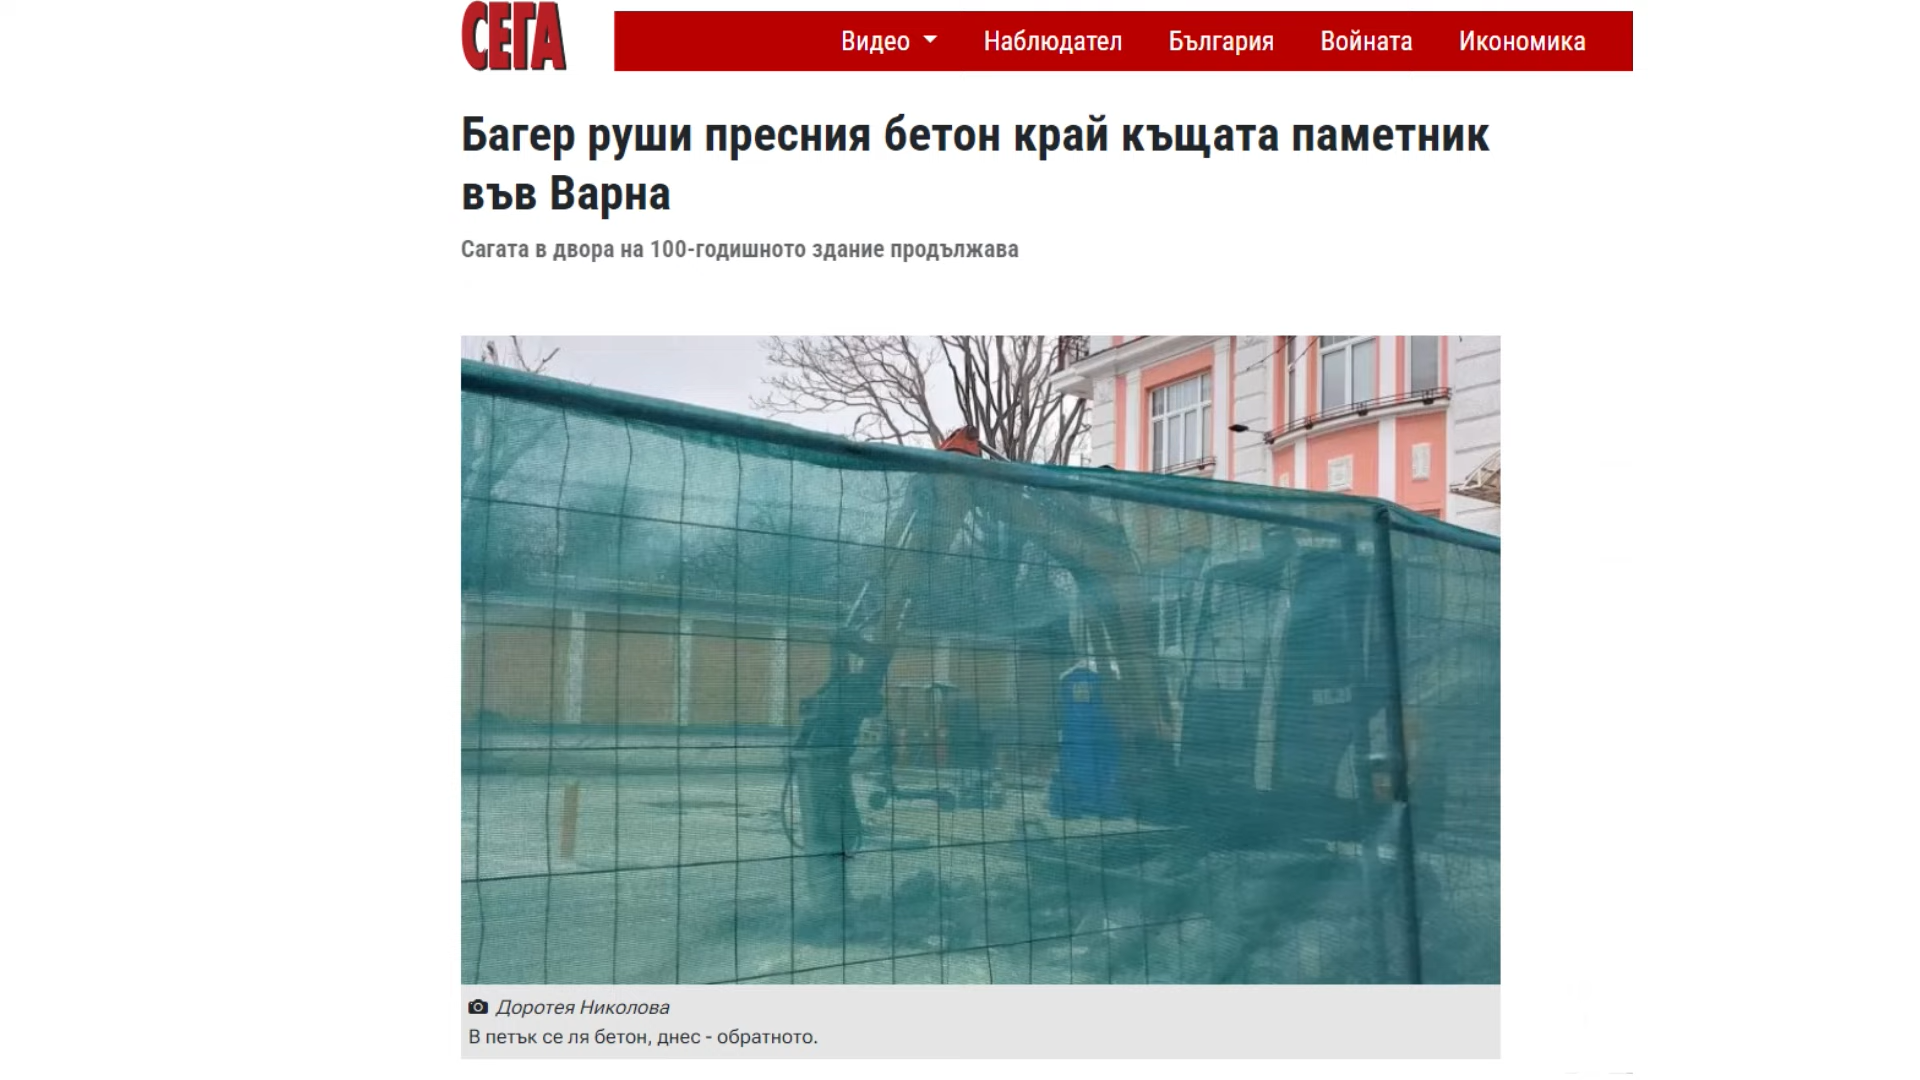 СЕГА
Видео Наблюдател България Войната Икономика
Багер руши пресния бетон край къщата паметник
във Варна
Сагата в двора на 100-годишното здание продължава
Доротея Николова
В петък се ля бетон, днес - обратното.